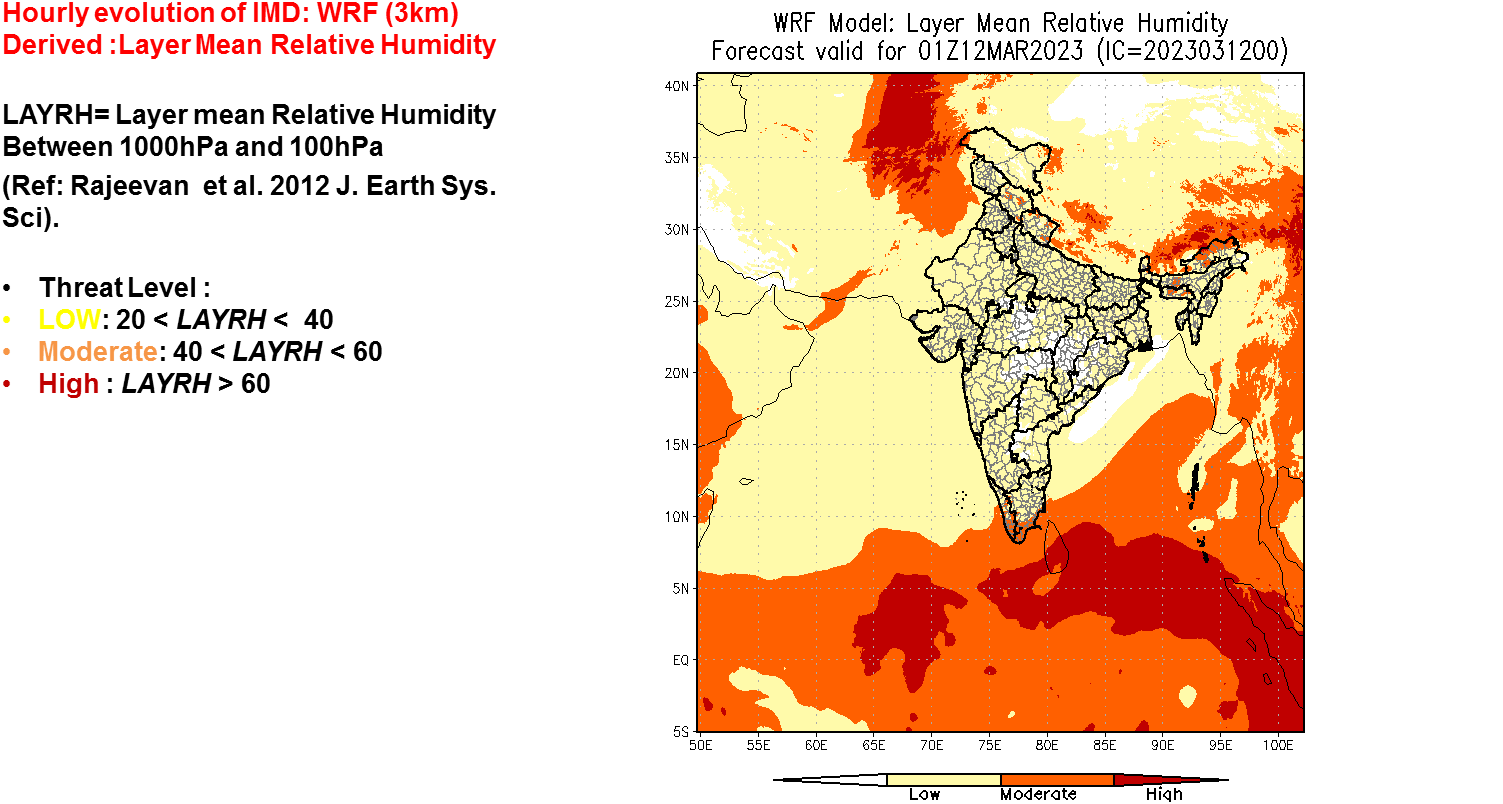 Hourly evolution of IMD: WRF (3km)
Derived :Layer Mean Relative Humidity
LAYRH= Layer mean Relative Humidity
Between 1000hPa and 100hPa
(Ref: Rajeevan et al. 2012 J. Earth Sys.
Sci).
• Threat Level :
• LOW: 20 < LAYRH < 40
• Moderate: 40 < LAYRH < 60
• High : LAYRH > 60
WRF Model: Layer Mean Relative Humidity
Forecast valid for 01Z12MAR2023 (IC=2023031200)
40N
35N
30N
25N
20N
15N
10N
5N
EQ
5S
50E 55E 60E 65E 70E 75E 80E 85E 90E 95E 100E
Low Moderate High